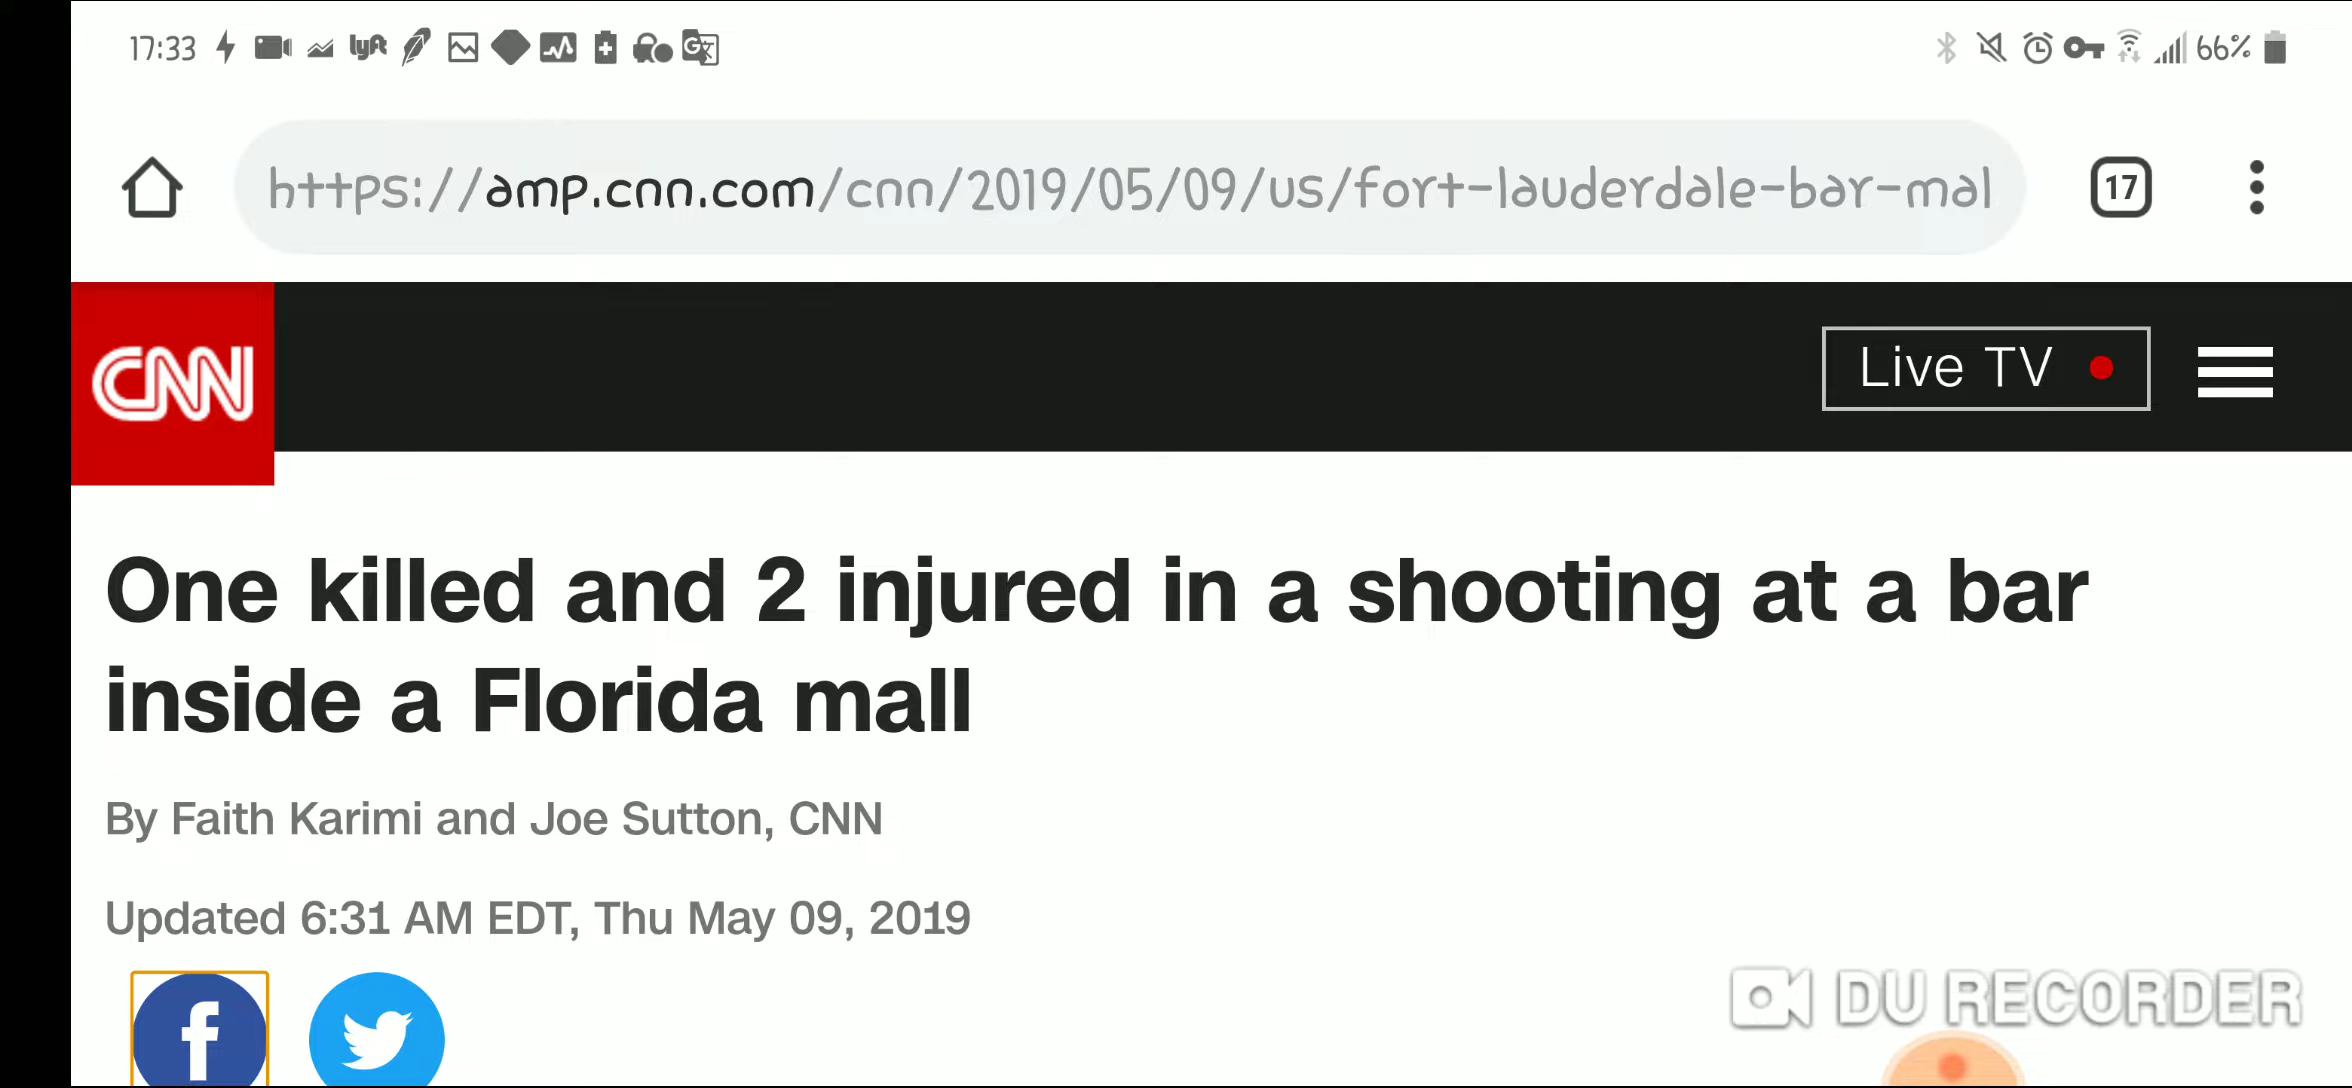 17:33 lyft 66%
https://amp.cnn.com/cnn/2019/05/09/us/fort-lauderdale-bar-mal 17
CNN Live TV
One killed and 2 injured in a shooting at a bar
inside a Florida mall
By Faith Karimi and Joe Sutton, CNN
Updated 6:31 AM EDT, Thu May 09, 2019
DU RECORDER